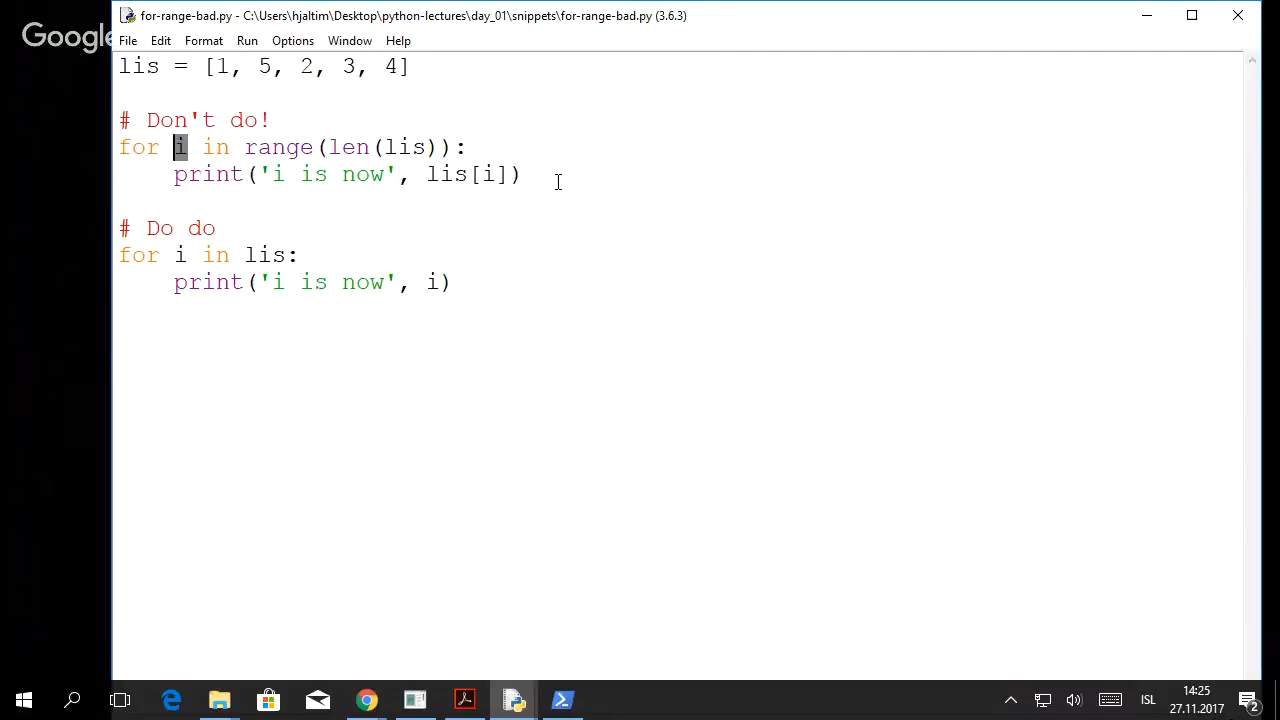 for-range-bad.py - C:\Users\hjaltim\Desktop\python-lectures\day_01\snippets\for-range-bad.py (3.6.3)
Google
File Edit Format Run Options Window Help
lis = [1, 5, 2, 3, 4]
# Don't do!
for i in range(len(lis)):
    print('i is now', lis[i])
# Do do
for i in lis:
    print('i is now', i)
ISL
14:25
27.11.2017
2